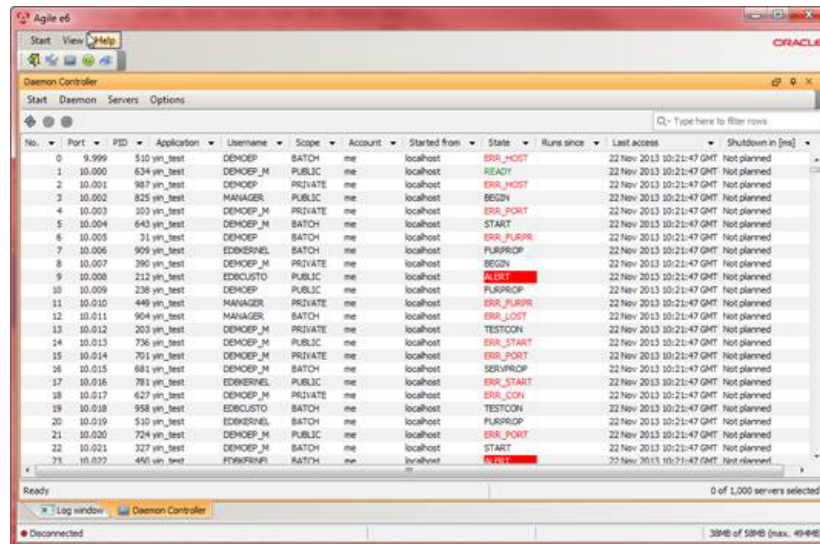 Agile e6
Start View Help
ORACLE
Daemon Controller
Start Daemon Servers Options
Type here to filter rows
No. Port PID Application Username Scope Account Started from State Runs since Last access Shutdown in [ms]
0 9.999 510 yin_test DEMOEP BATCH me localhost ERR_HOST 22 Nov 2013 10:21:47 GMT Not planned
1 10.000 634 yin_test DEMOEP_M PUBLIC me localhost READY 22 Nov 2013 10:21:47 GMT Not planned
2 10.001 987 yin_test DEMOEP PRIVATE me localhost ERR_HOST 22 Nov 2013 10:21:47 GMT Not planned
3 10.002 825 yin_test MANAGER PUBLIC me localhost BEGIN 22 Nov 2013 10:21:47 GMT Not planned
4 10.003 103 yin_test DEMOEP_M PRIVATE me localhost ERR_PORT 22 Nov 2013 10:21:47 GMT Not planned
5 10.004 643 yin_test DEMOEP_M BATCH me localhost START 22 Nov 2013 10:21:47 GMT Not planned
6 10.005 31 yin_test DEMOEP BATCH me localhost ERR_FURPR 22 Nov 2013 10:21:47 GMT Not planned
7 10.006 909 yin_test EDBKERNEL BATCH me localhost FURPROP 22 Nov 2013 10:21:47 GMT Not planned
8 10.007 390 yin_test DEMOEP_M PRIVATE me localhost BEGIN 22 Nov 2013 10:21:47 GMT Not planned
9 10.008 212 yin_test EDBCUSTO PUBLIC me localhost ALERT 22 Nov 2013 10:21:47 GMT Not planned
10 10.009 238 yin_test DEMOEP PUBLIC me localhost FURPROP 22 Nov 2013 10:21:47 GMT Not planned
11 10.010 449 yin_test MANAGER PRIVATE me localhost ERR_FURPR 22 Nov 2013 10:21:47 GMT Not planned
12 10.011 904 yin_test MANAGER BATCH me localhost ERR_LOST 22 Nov 2013 10:21:47 GMT Not planned
13 10.012 203 yin_test DEMOEP_M PRIVATE me localhost TESTCON 22 Nov 2013 10:21:47 GMT Not planned
14 10.013 736 yin_test DEMOEP_M PUBLIC me localhost ERR_START 22 Nov 2013 10:21:47 GMT Not planned
15 10.014 701 yin_test DEMOEP_M PRIVATE me localhost ERR_PORT 22 Nov 2013 10:21:47 GMT Not planned
16 10.015 681 yin_test DEMOEP_M BATCH me localhost SERVPROP 22 Nov 2013 10:21:47 GMT Not planned
17 10.016 781 yin_test EDBKERNEL PUBLIC me localhost ERR_START 22 Nov 2013 10:21:47 GMT Not planned
18 10.017 627 yin_test DEMOEP_M PRIVATE me localhost ERR_CON 22 Nov 2013 10:21:47 GMT Not planned
19 10.018 958 yin_test EDBCUSTO BATCH me localhost TESTCON 22 Nov 2013 10:21:47 GMT Not planned
20 10.019 510 yin_test EDBKERNEL BATCH me localhost FURPROP 22 Nov 2013 10:21:47 GMT Not planned
21 10.020 724 yin_test DEMOEP_M PUBLIC me localhost ERR_PORT 22 Nov 2013 10:21:47 GMT Not planned
22 10.021 327 yin_test DEMOEP_M BATCH me localhost START 22 Nov 2013 10:21:47 GMT Not planned
23 10.022 450 yin_test EDBKERNEL BATCH me localhost ALERT 22 Nov 2013 10:21:47 GMT Not planned
Ready 0 of 1,000 servers selected
Log window Daemon Controller
Disconnected 38MB of 58MB (max. 494MB)